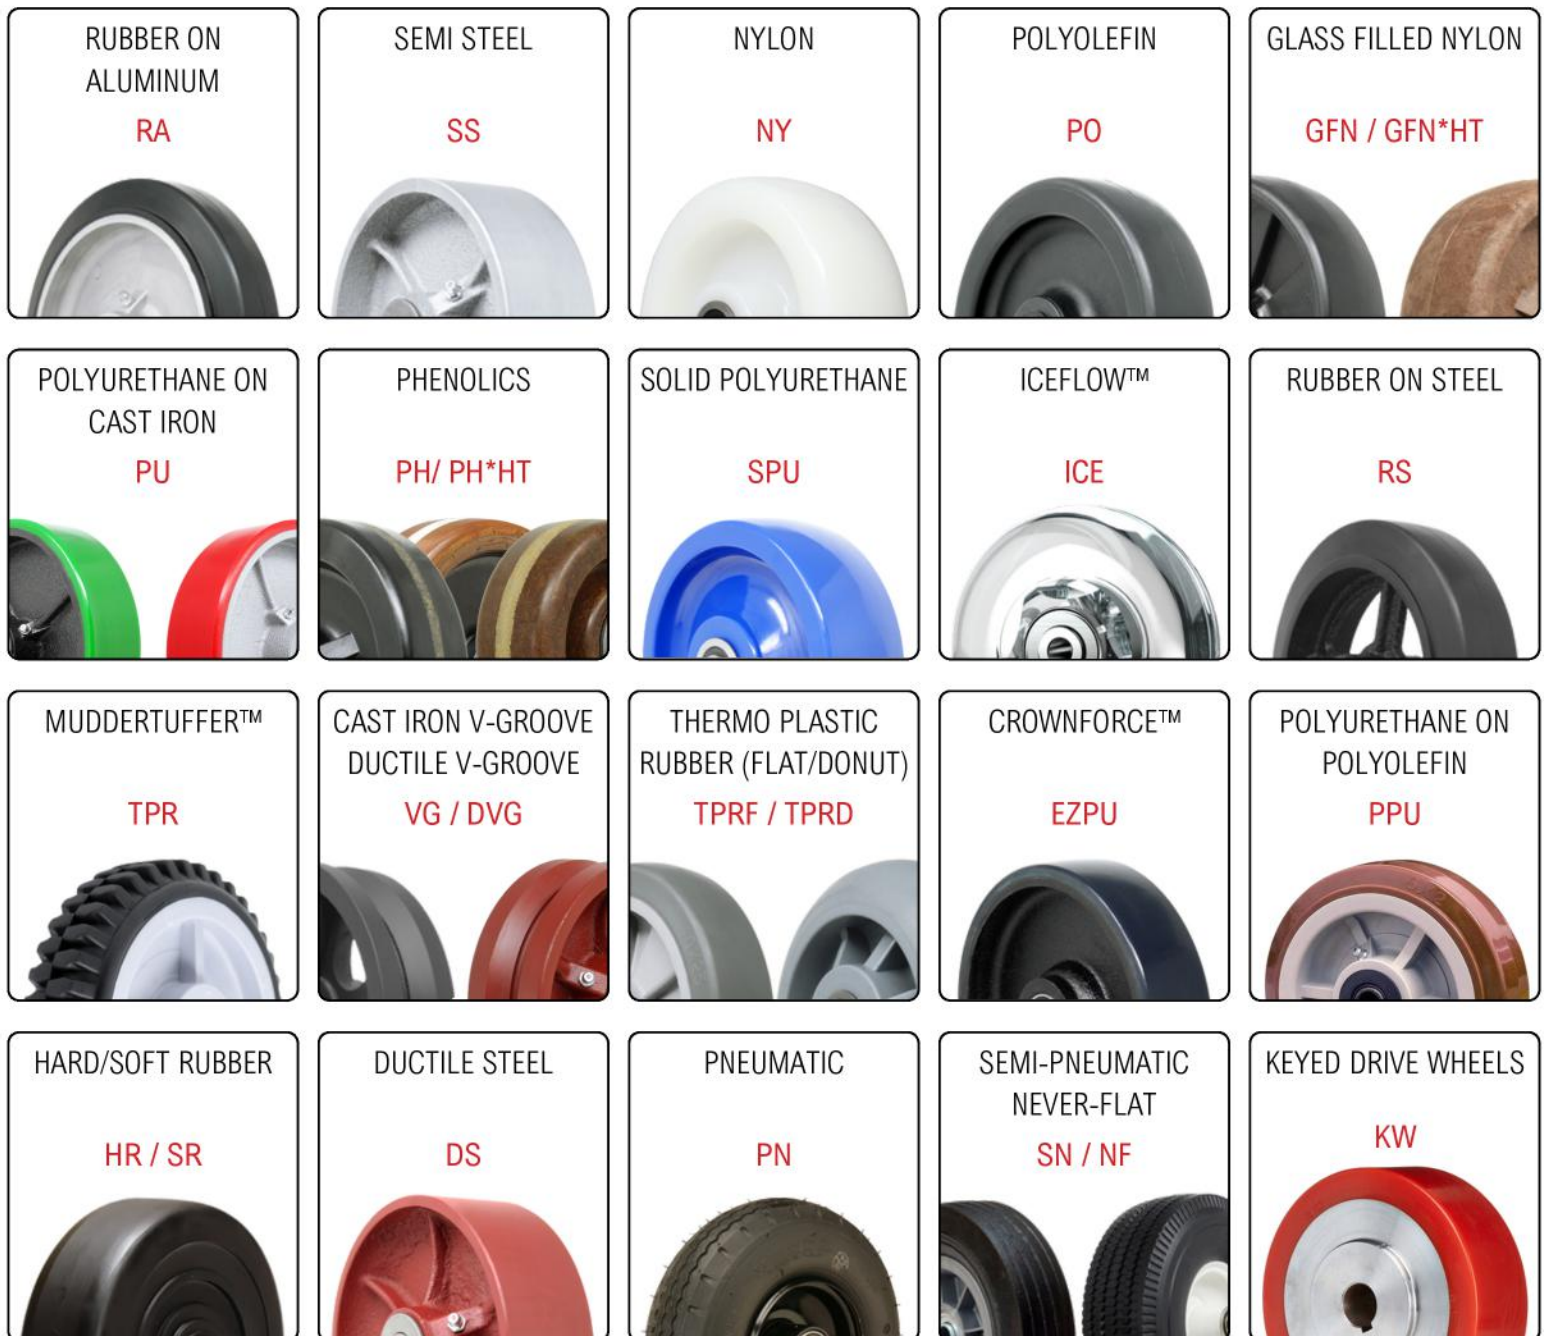 RUBBER ON
ALUMINUM
RA
SEMI STEEL
SS
NYLON
NY
POLYOLEFIN
PO
GLASS FILLED NYLON
GFN / GFN*HT
POLYURETHANE ON
CAST IRON
PU
PHENOLICS
PH/ PH*HT
SOLID POLYURETHANE
SPU
ICEFLOW™
ICE
RUBBER ON STEEL
RS
MUDDERTUFFER™
TPR
CAST IRON V-GROOVE
DUCTILE V-GROOVE
VG / DVG
THERMO PLASTIC
RUBBER (FLAT/DONUT)
TPRF / TPRD
CROWNFORCE™
EZPU
POLYURETHANE ON
POLYOLEFIN
PPU
HARD/SOFT RUBBER
HR / SR
DUCTILE STEEL
DS
PNEUMATIC
PN
SEMI-PNEUMATIC
NEVER-FLAT
SN / NF
KEYED DRIVE WHEELS
KW